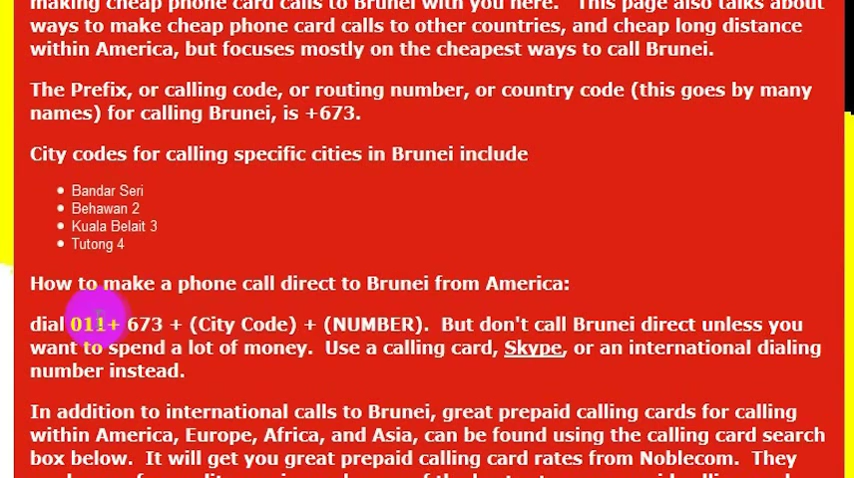 making cheap phone card calls to Brunei with you here. This page also talks about
ways to make cheap phone card calls to other countries, and cheap long distance
within America, but focuses mostly on the cheapest ways to call Brunei.
The Prefix, or calling code, or routing number, or country code (this goes by many
names) for calling Brunei, is +673.
City codes for calling specific cities in Brunei include
• Bandar Seri
• Behawan 2
• Kuala Belait 3
• Tutong 4
How to make a phone call direct to Brunei from America:
dial 011+ 673 + (City Code) + (NUMBER). But don't call Brunei direct unless you
want to spend a lot of money. Use a calling card, Skype, or an international dialing
number instead.
In addition to international calls to Brunei, great prepaid calling cards for calling
within America, Europe, Africa, and Asia, can be found using the calling card search
box below. It will get you great prepaid calling card rates from Noblecom. They